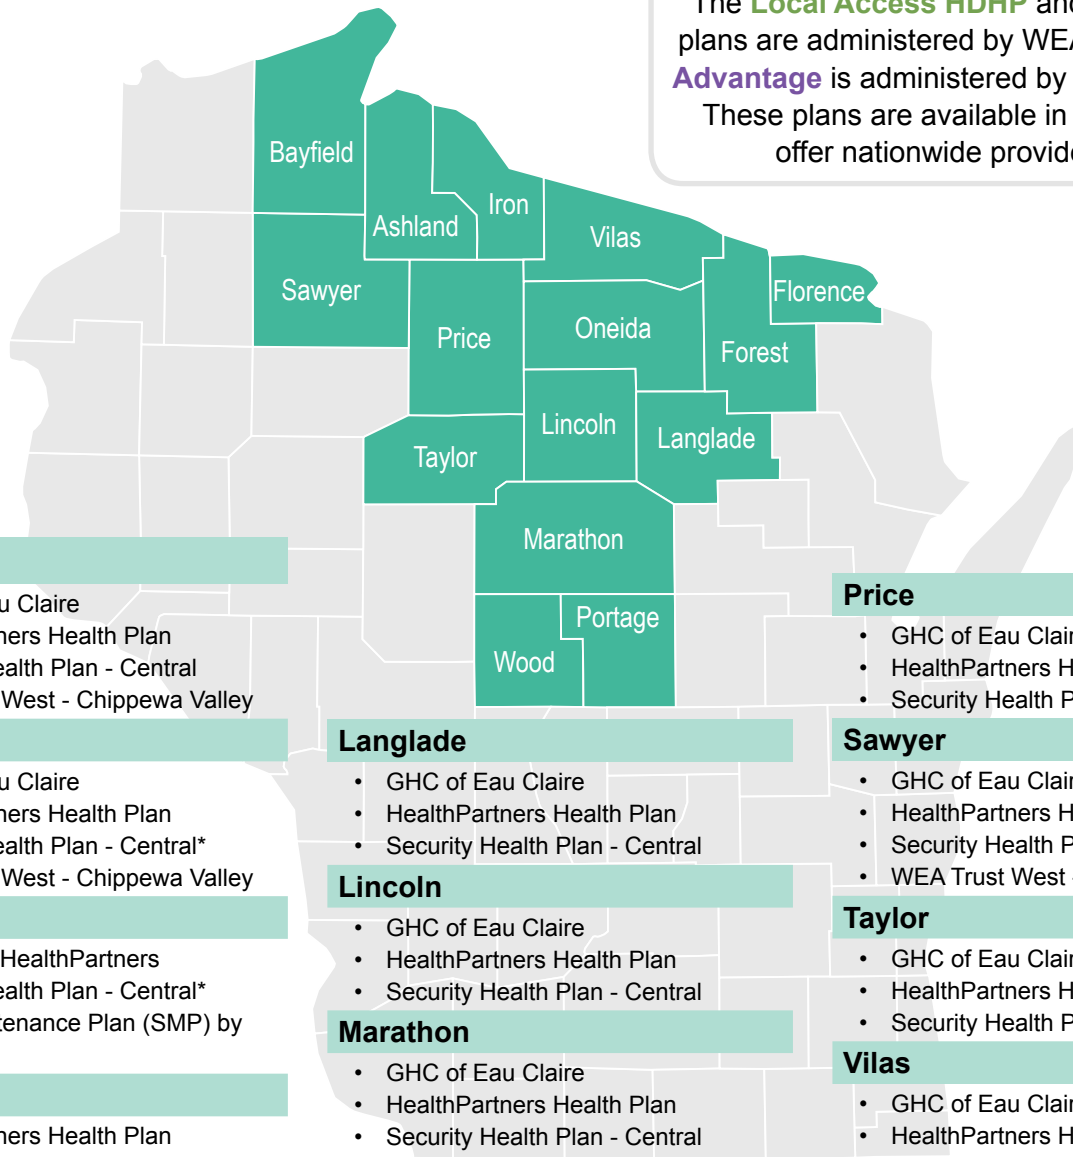 The Local Access HDHP and
plans are administered by WEA
Advantage is administered by
These plans are available in
offer nationwide provide
Bayfield
Ashland
Iron
Vilas
Sawyer
Price
Oneida
Florence
Forest
Lincoln
Langlade
Taylor
Marathon
Portage
Wood
u Claire
ners Health Plan
ealth Plan - Central
West - Chippewa Valley
u Claire
ners Health Plan
ealth Plan - Central*
West - Chippewa Valley
HealthPartners
ealth Plan - Central*
tenance Plan (SMP) by
ners Health Plan
Langlade
• GHC of Eau Claire
• HealthPartners Health Plan
• Security Health Plan - Central
Lincoln
• GHC of Eau Claire
• HealthPartners Health Plan
• Security Health Plan - Central
Marathon
• GHC of Eau Claire
• HealthPartners Health Plan
• Security Health Plan - Central
Price
• GHC of Eau Clair
• HealthPartners H
• Security Health P
Sawyer
• GHC of Eau Clair
• HealthPartners H
• Security Health P
• WEA Trust West -
Taylor
• GHC of Eau Clair
• HealthPartners H
• Security Health P
Vilas
• GHC of Eau Clair
• HealthPartners H